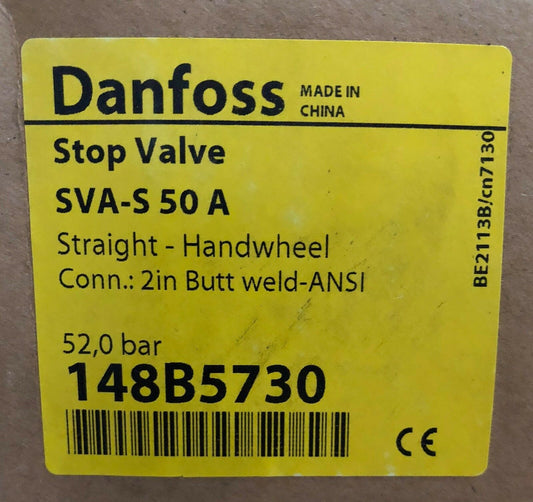 Danfoss
MADE IN
CHINA
Stop Valve
SVA-S 50 A
Straight - Handwheel
Conn.: 2in Butt weld-ANSI
52,0 bar
148B5730
CE
BE2113B/cn7130